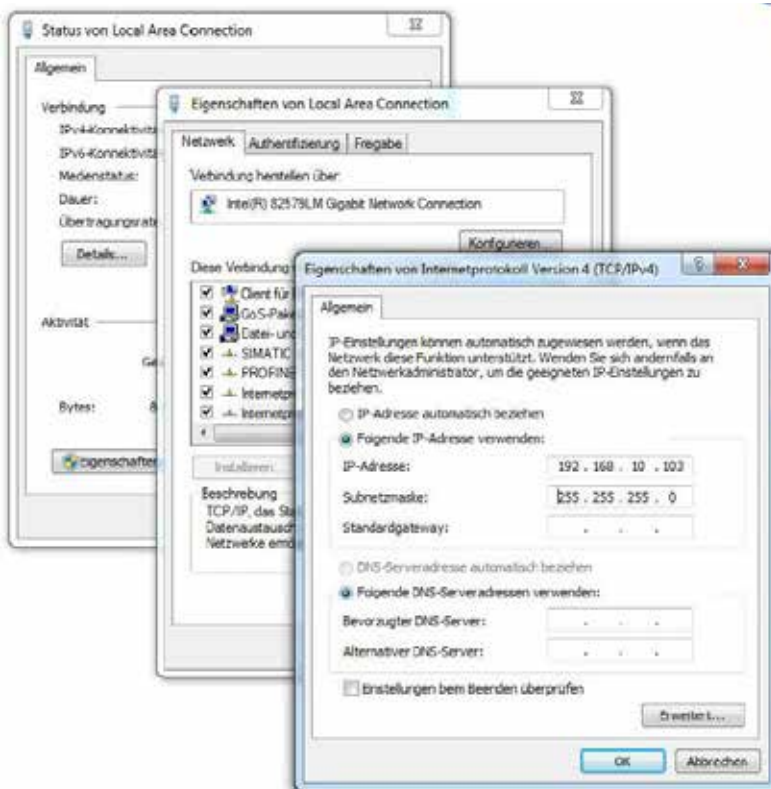 Status von Local Area Connection
Allgemein
Verbindung
IPv4-Konnektivitä
IPv6-Konnektivitä
Medienstatus:
Dauer:
Übertragungsrate
Details...
Aktivität
Ge
Bytes: 8
Eigenschaften
Eigenschaften von Local Area Connection
Netzwerk Authentifizierung Freigabe
Verbindung herstellen über:
Intel(R) 82579LM Gigabit Network Connection
Konfigurieren...
Diese Verbindung
Client für
QoS-Pake
Datei- und
SIMATIC
PROFINE
Internetpr
Internetpr
Installieren
Beschreibung
TCP/IP, das Sta
Datenaustausch
Netzwerke ermö
Eigenschaften von Internetprotokoll Version 4 (TCP/IPv4)
Allgemein
IP-Einstellungen können automatisch zugewiesen werden, wenn das
Netzwerk diese Funktion unterstützt. Wenden Sie sich andernfalls an
den Netzwerkadministrator, um die geeigneten IP-Einstellungen zu
beziehen.
IP-Adresse automatisch beziehen
Folgende IP-Adresse verwenden:
IP-Adresse: 192 . 168 . 10 . 103
Subnetzmaske: 255 . 255 . 255 . 0
Standardgateway: . . .
DNS-Serveradresse automatisch beziehen
Folgende DNS-Serveradressen verwenden:
Bevorzugter DNS-Server: . . .
Alternativer DNS-Server: . . .
Einstellungen beim Beenden überprüfen
Erweitert...
OK Abbrechen